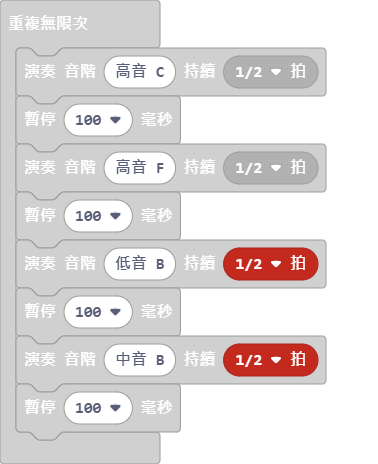 重複無限次
演奏 音階 高音 C 持續 1/2 拍
暫停 100 毫秒
演奏 音階 高音 F 持續 1/2 拍
暫停 100 毫秒
演奏 音階 低音 B 持續 1/2 拍
暫停 100 毫秒
演奏 音階 中音 B 持續 1/2 拍
暫停 100 毫秒